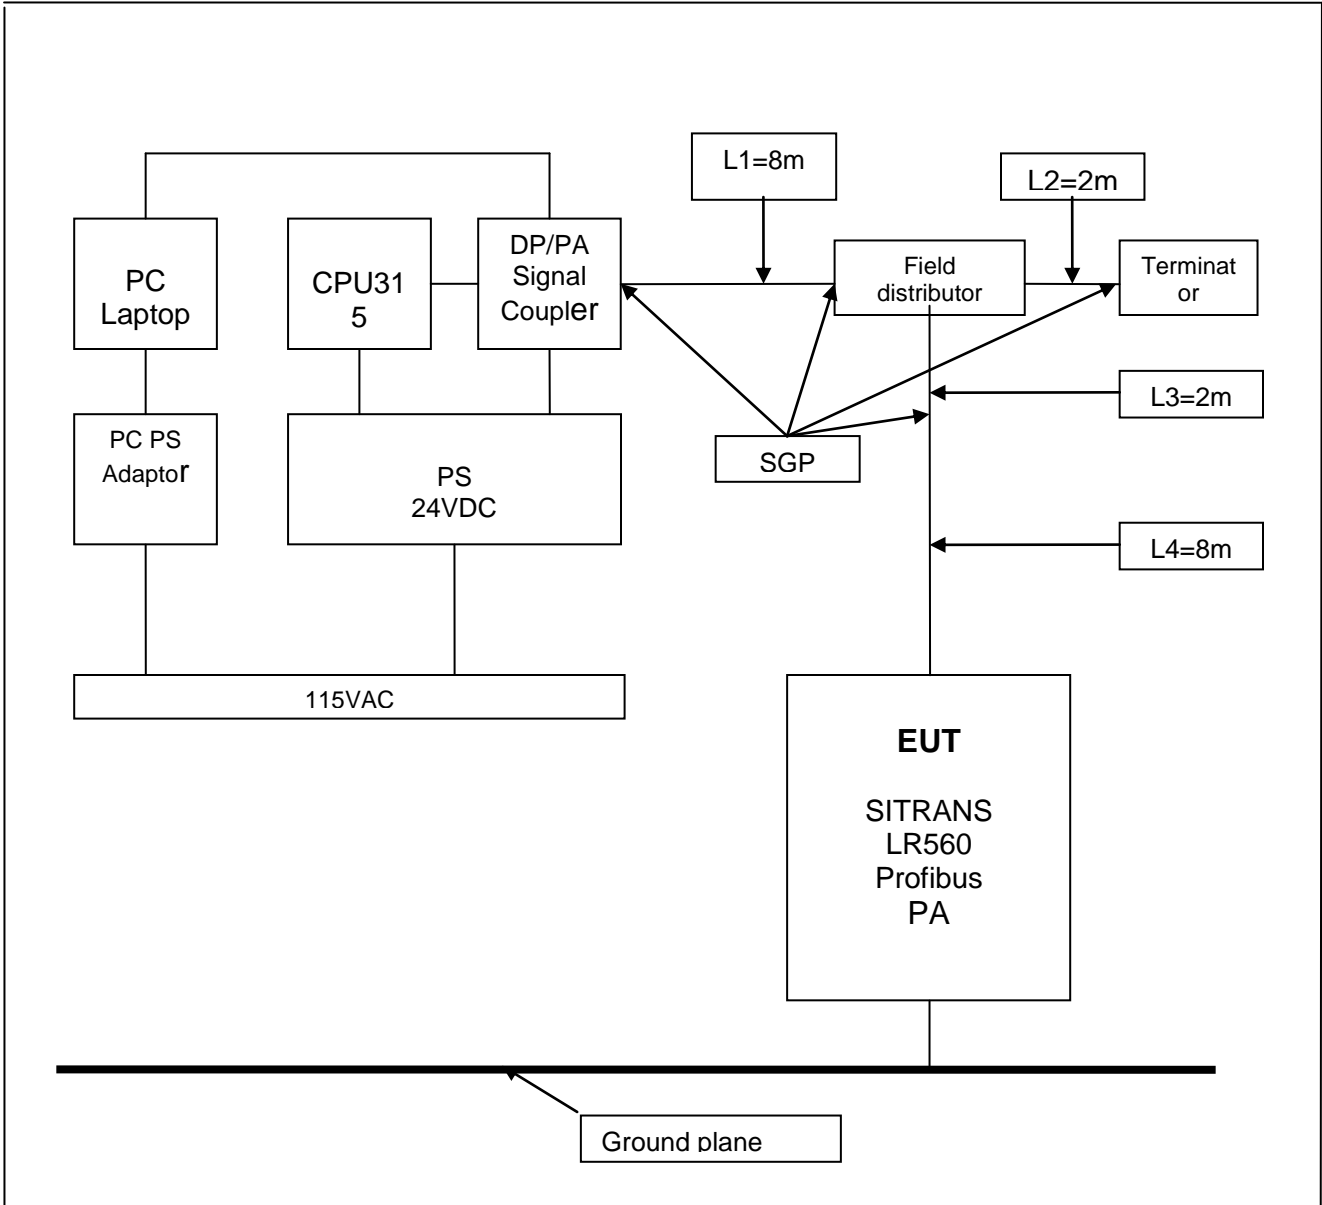 L1=8m
L2=2m
PC
Laptop
CPU31
5
DP/PA
Signal
Coupler
Field
distributor
Terminat
or
L3=2m
PC PS
Adaptor
PS
24VDC
SGP
L4=8m
115VAC
EUT
SITRANS
LR560
Profibus
PA
Ground plane